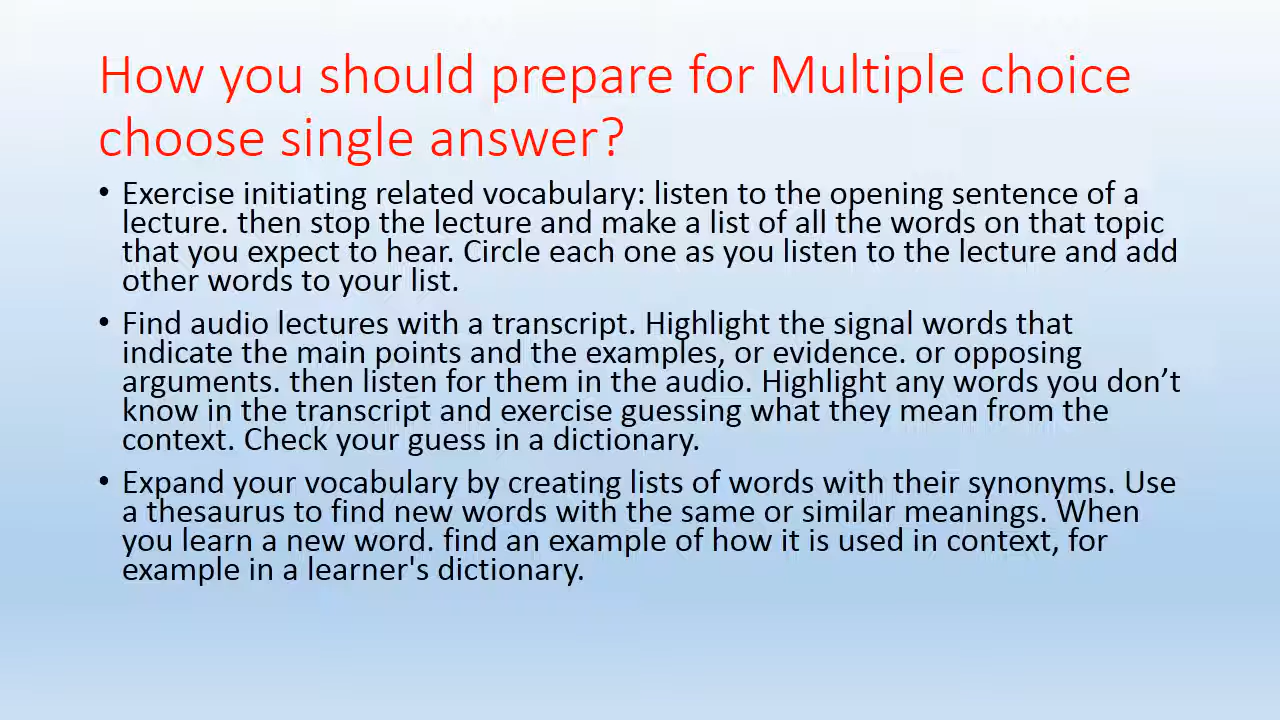 How you should prepare for Multiple choice
choose single answer?
• Exercise initiating related vocabulary: listen to the opening sentence of a
lecture. then stop the lecture and make a list of all the words on that topic
that you expect to hear. Circle each one as you listen to the lecture and add
other words to your list.
• Find audio lectures with a transcript. Highlight the signal words that
indicate the main points and the examples, or evidence. or opposing
arguments. then listen for them in the audio. Highlight any words you don’t
know in the transcript and exercise guessing what they mean from the
context. Check your guess in a dictionary.
• Expand your vocabulary by creating lists of words with their synonyms. Use
a thesaurus to find new words with the same or similar meanings. When
you learn a new word. find an example of how it is used in context, for
example in a learner's dictionary.